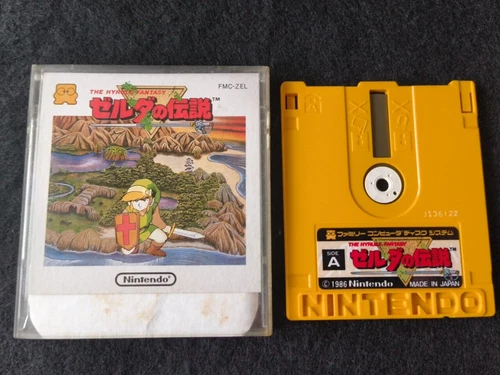 THE HYRULE FANTASY
FMC-ZEL
ゼルダの伝説
TM
Nintendo
ファミリー コンピュータ ディスク システム
SIDE
A
THE HYRULE FANTASY
ゼルダの伝説
TM
©1986 Nintendo
MADE IN JAPAN
NINTENDO